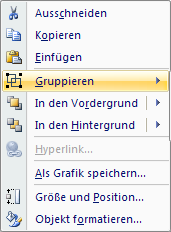 Ausschneiden
Kopieren
Einfügen
Gruppieren
In den Vordergrund
In den Hintergrund
Hyperlink...
Als Grafik speichern...
Größe und Position...
Objekt formatieren...